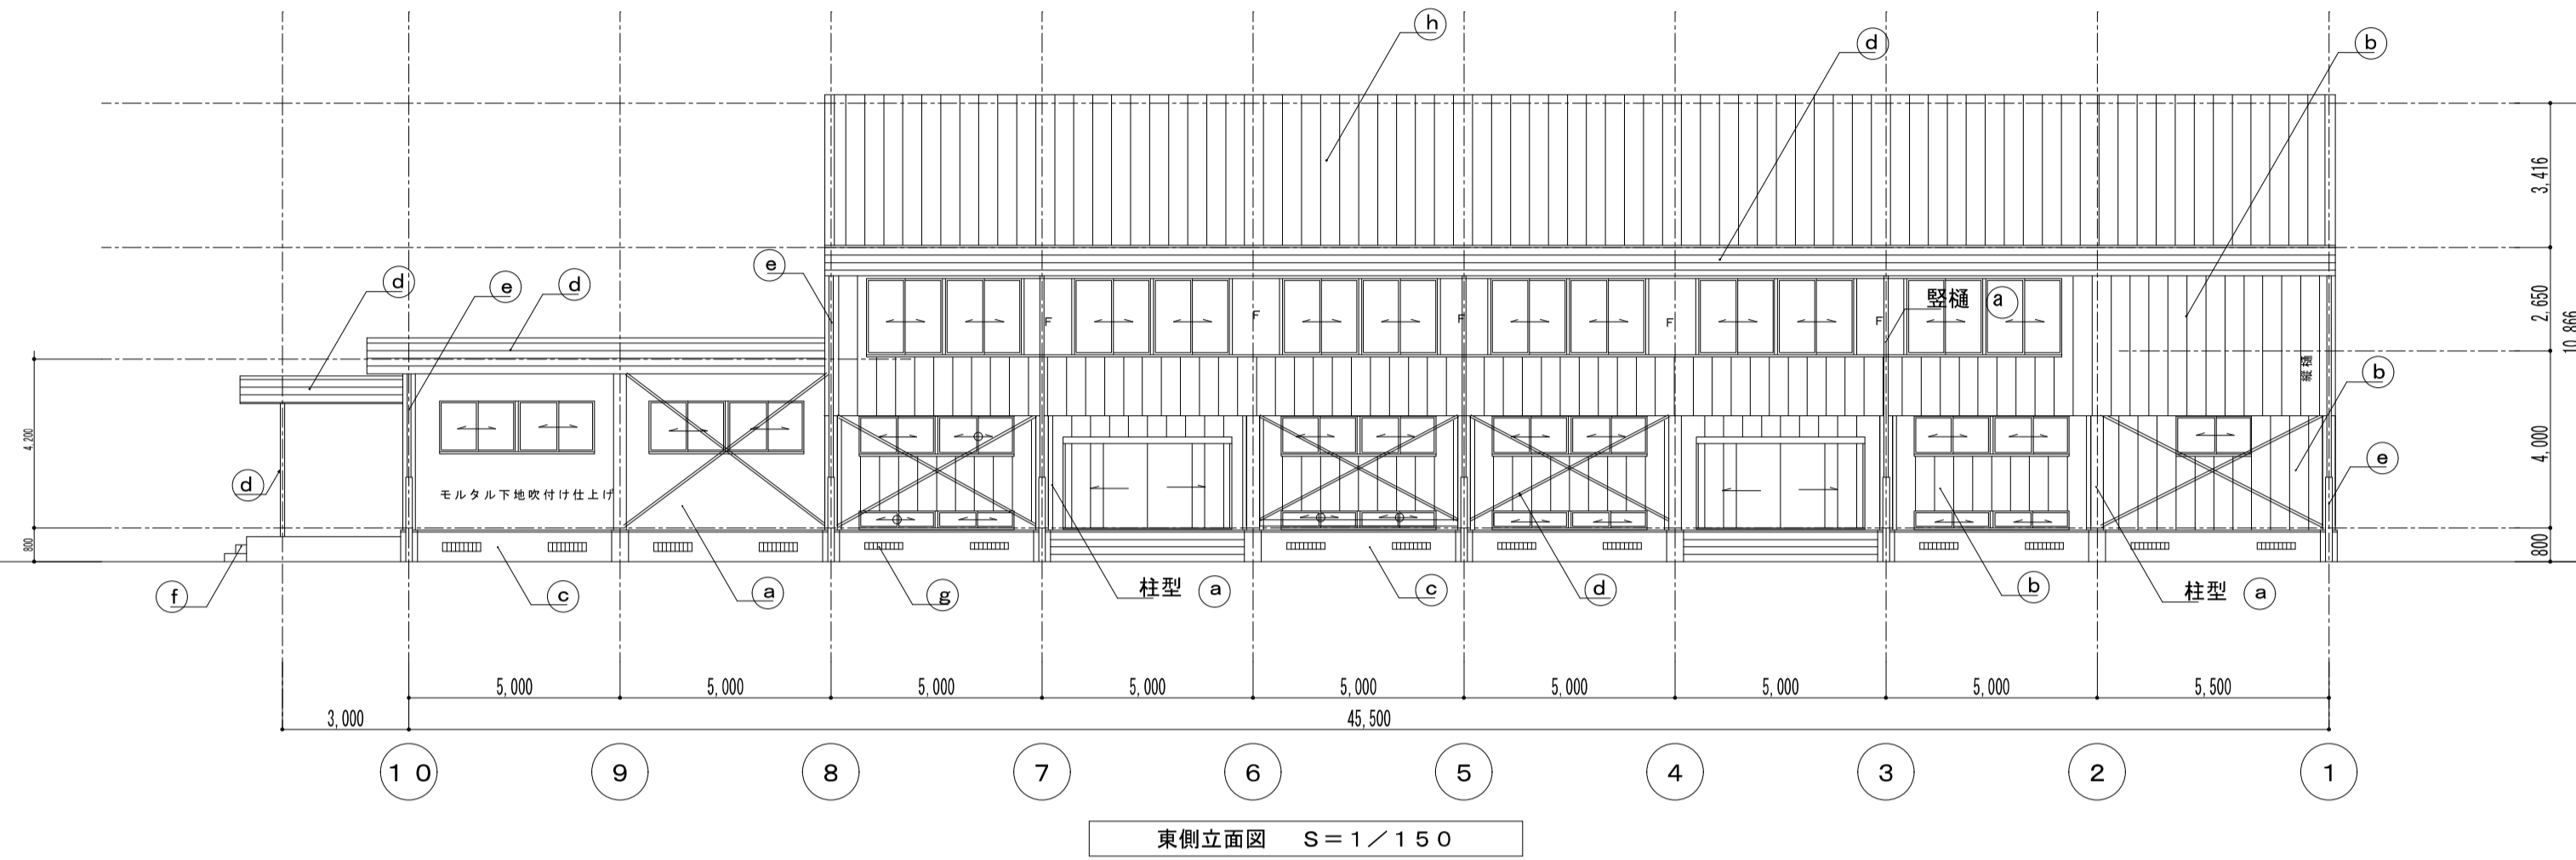 h
d
b
3,416
e
d
e
d
竪樋 a
2,650
10,866
F
F
F
F
F
縦樋
b
4,200
4,000
e
d
モルタル下地吹付け仕上げ
800
800
f
c
a
g
柱型 a
c
d
b
柱型 a
5,000
5,000
5,000
5,000
5,000
5,000
5,000
5,000
5,500
3,000
45,500
10
9
8
7
6
5
4
3
2
1
東側立面図 S=1/150